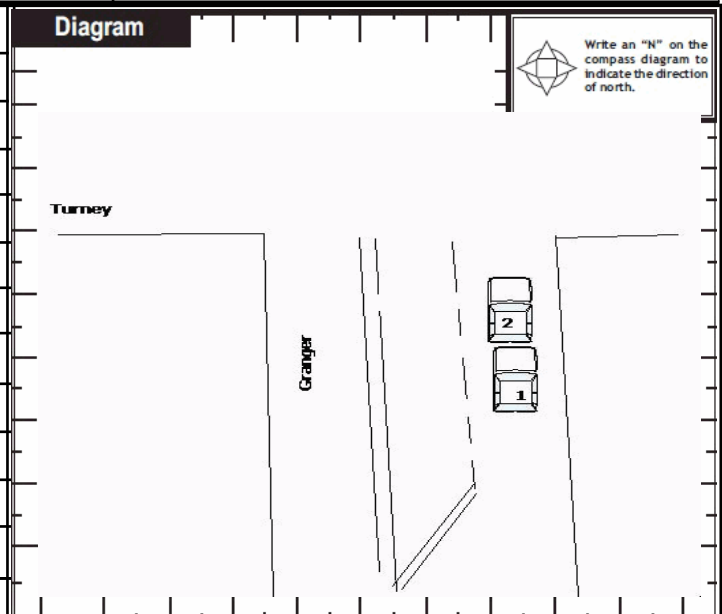 Diagram
Write an "N" on the
compass diagram to
indicate the direction
of north.
Turney
Granger
2
1